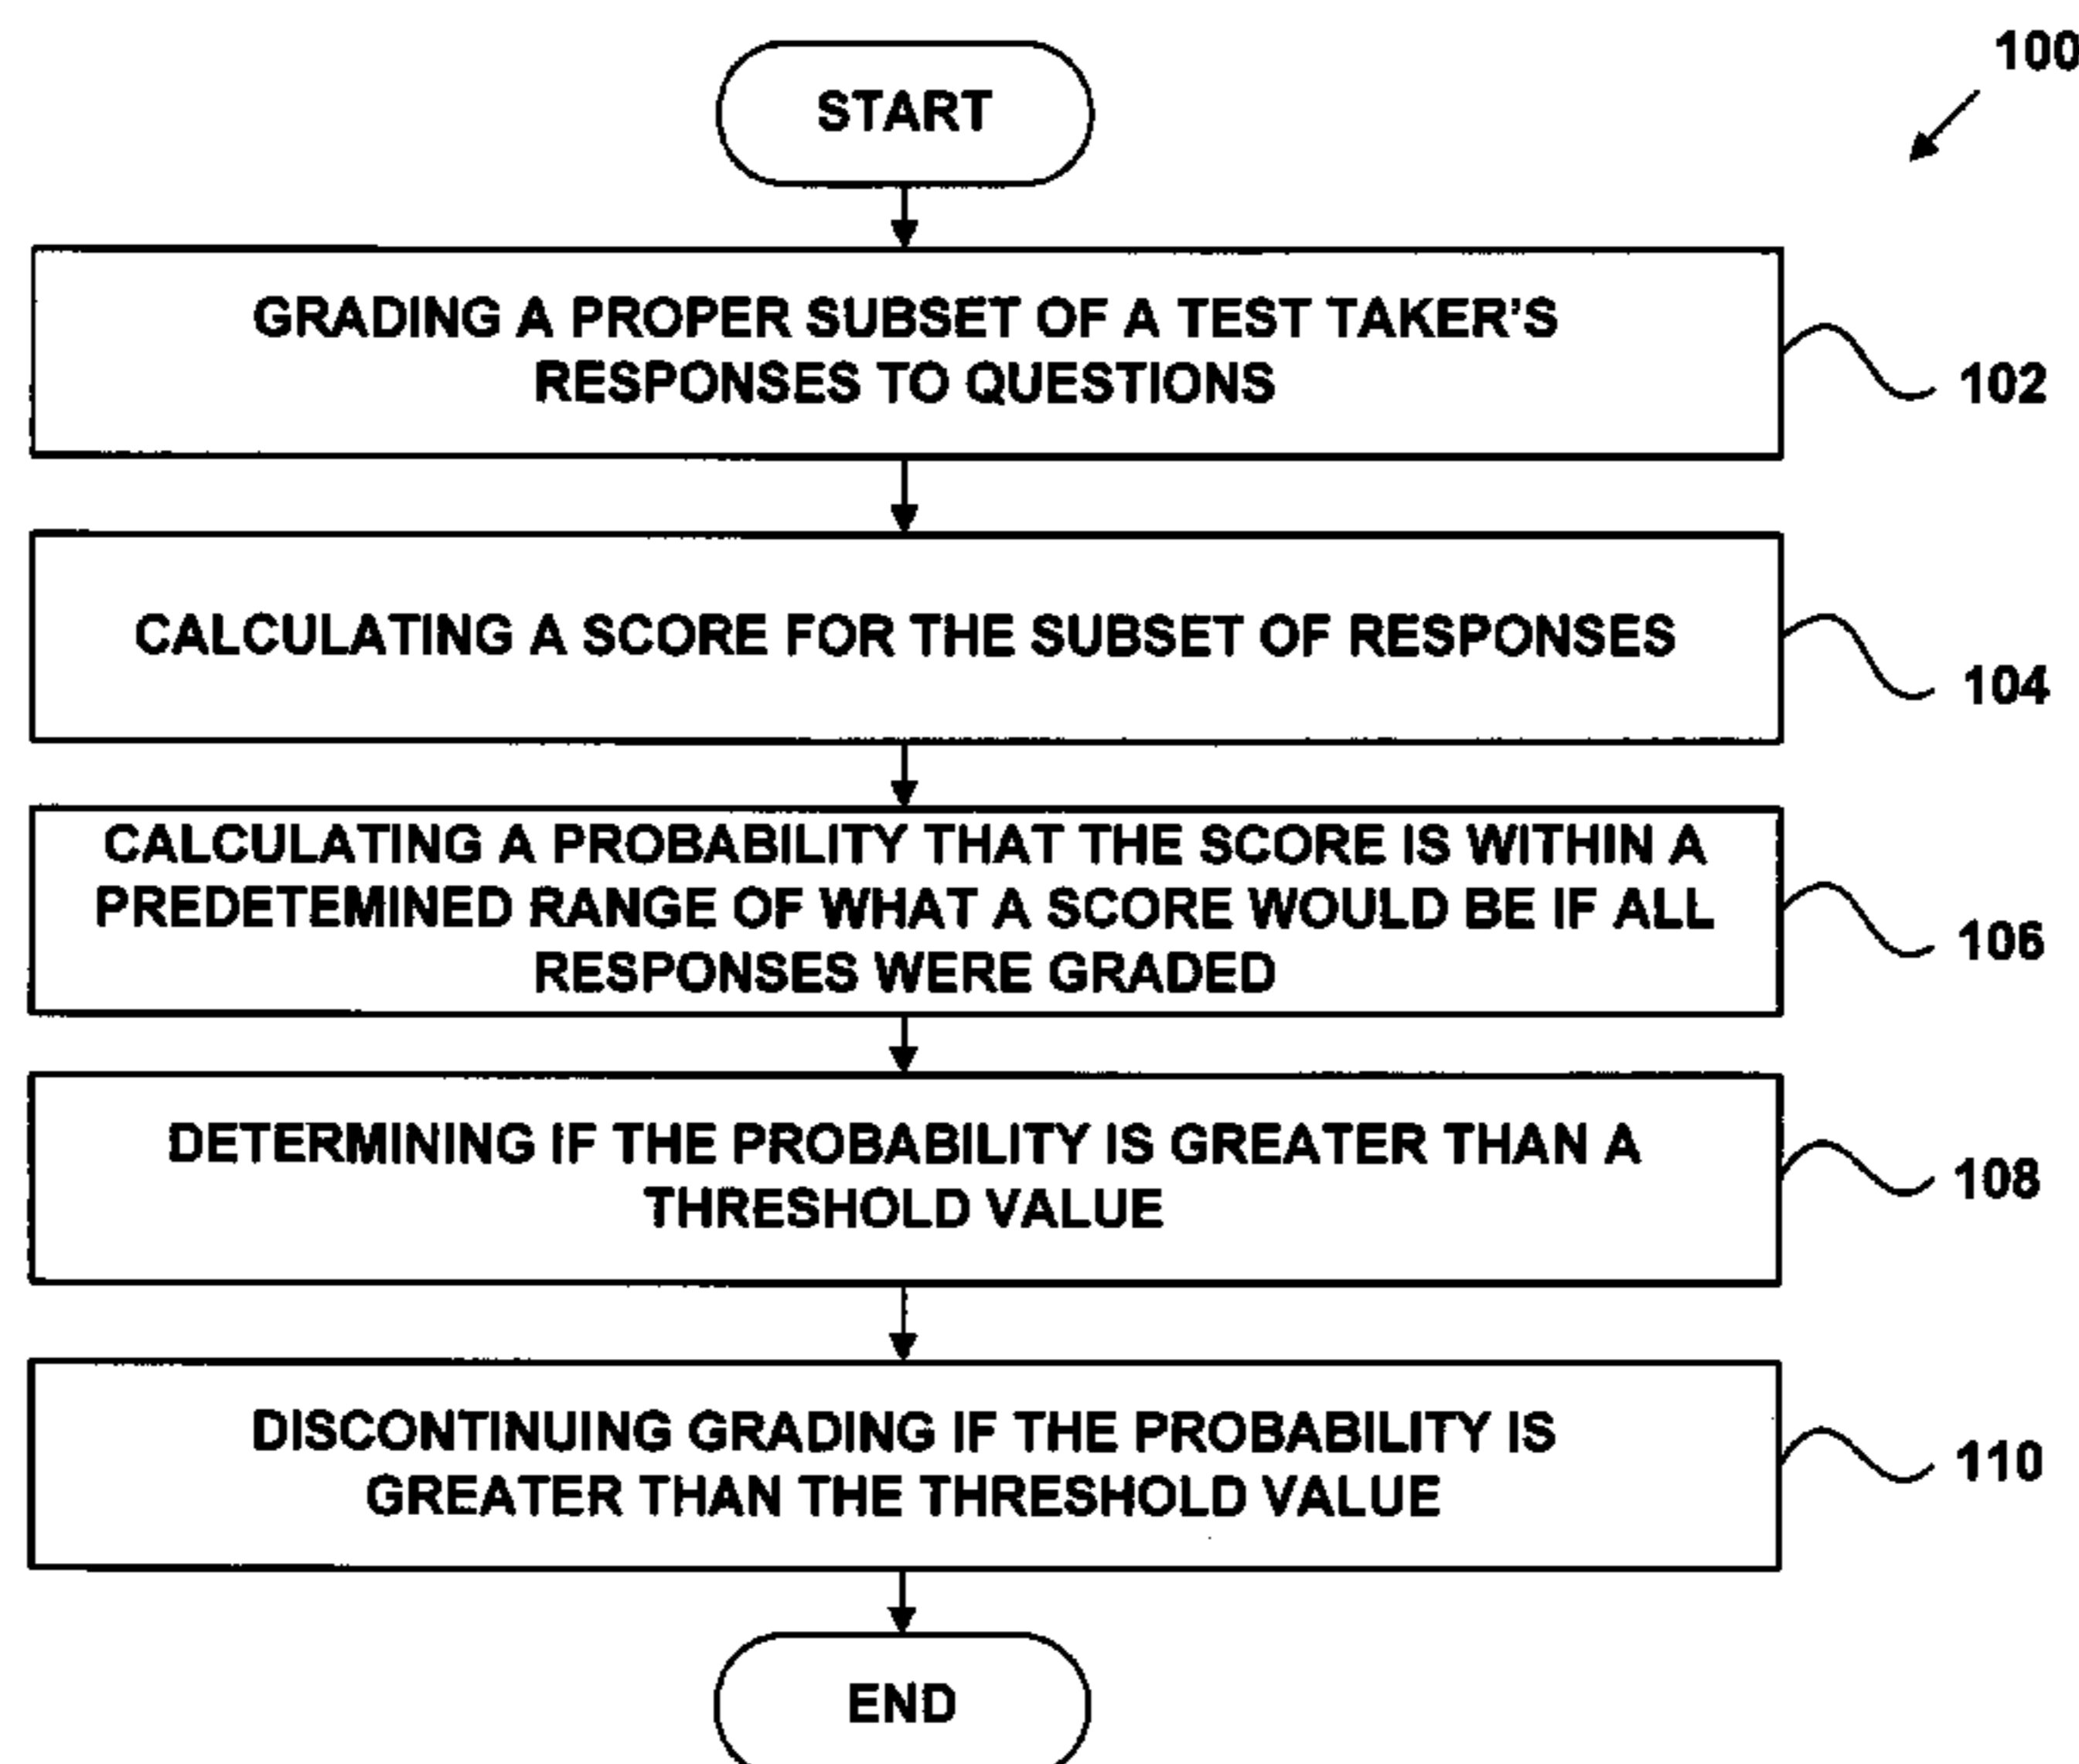 100
START
GRADING A PROPER SUBSET OF A TEST TAKER'S
RESPONSES TO QUESTIONS
102
CALCULATING A SCORE FOR THE SUBSET OF RESPONSES
104
CALCULATING A PROBABILITY THAT THE SCORE IS WITHIN A
PREDETEMINED RANGE OF WHAT A SCORE WOULD BE IF ALL
RESPONSES WERE GRADED
106
DETERMINING IF THE PROBABILITY IS GREATER THAN A
THRESHOLD VALUE
108
DISCONTINUING GRADING IF THE PROBABILITY IS
GREATER THAN THE THRESHOLD VALUE
110
END